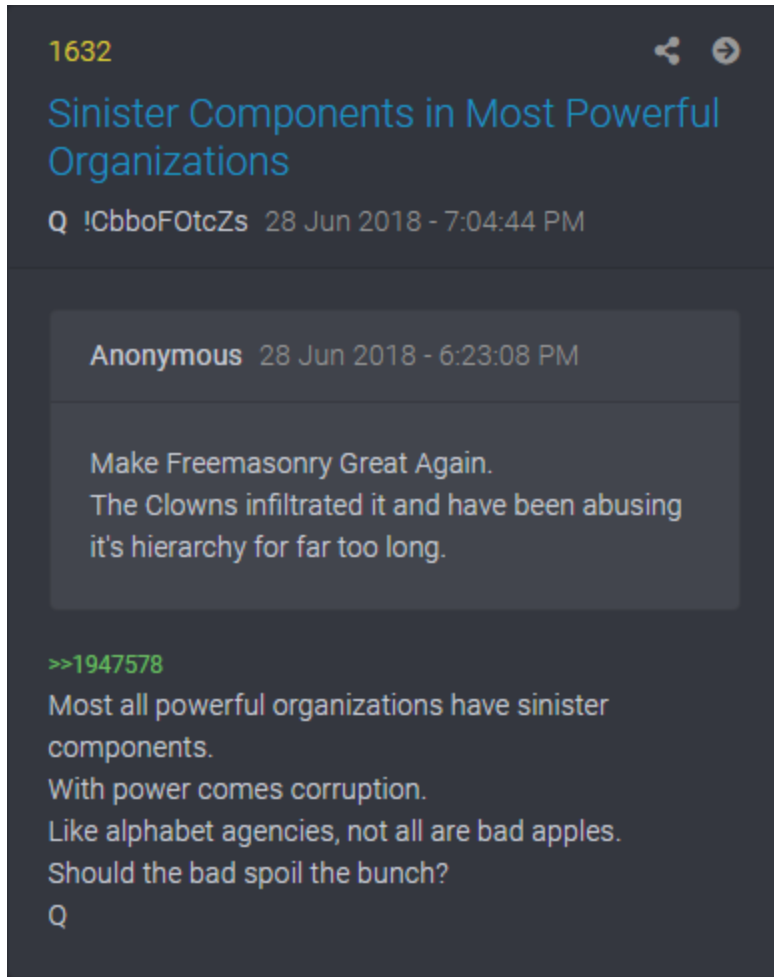 1632
Sinister Components in Most Powerful
Organizations
Q !CbboFOtcZs 28 Jun 2018 - 7:04:44 PM
Anonymous 28 Jun 2018 - 6:23:08 PM
Make Freemasonry Great Again.
The Clowns infiltrated it and have been abusing
it's hierarchy for far too long.
>>1947578
Most all powerful organizations have sinister
components.
With power comes corruption.
Like alphabet agencies, not all are bad apples.
Should the bad spoil the bunch?
Q